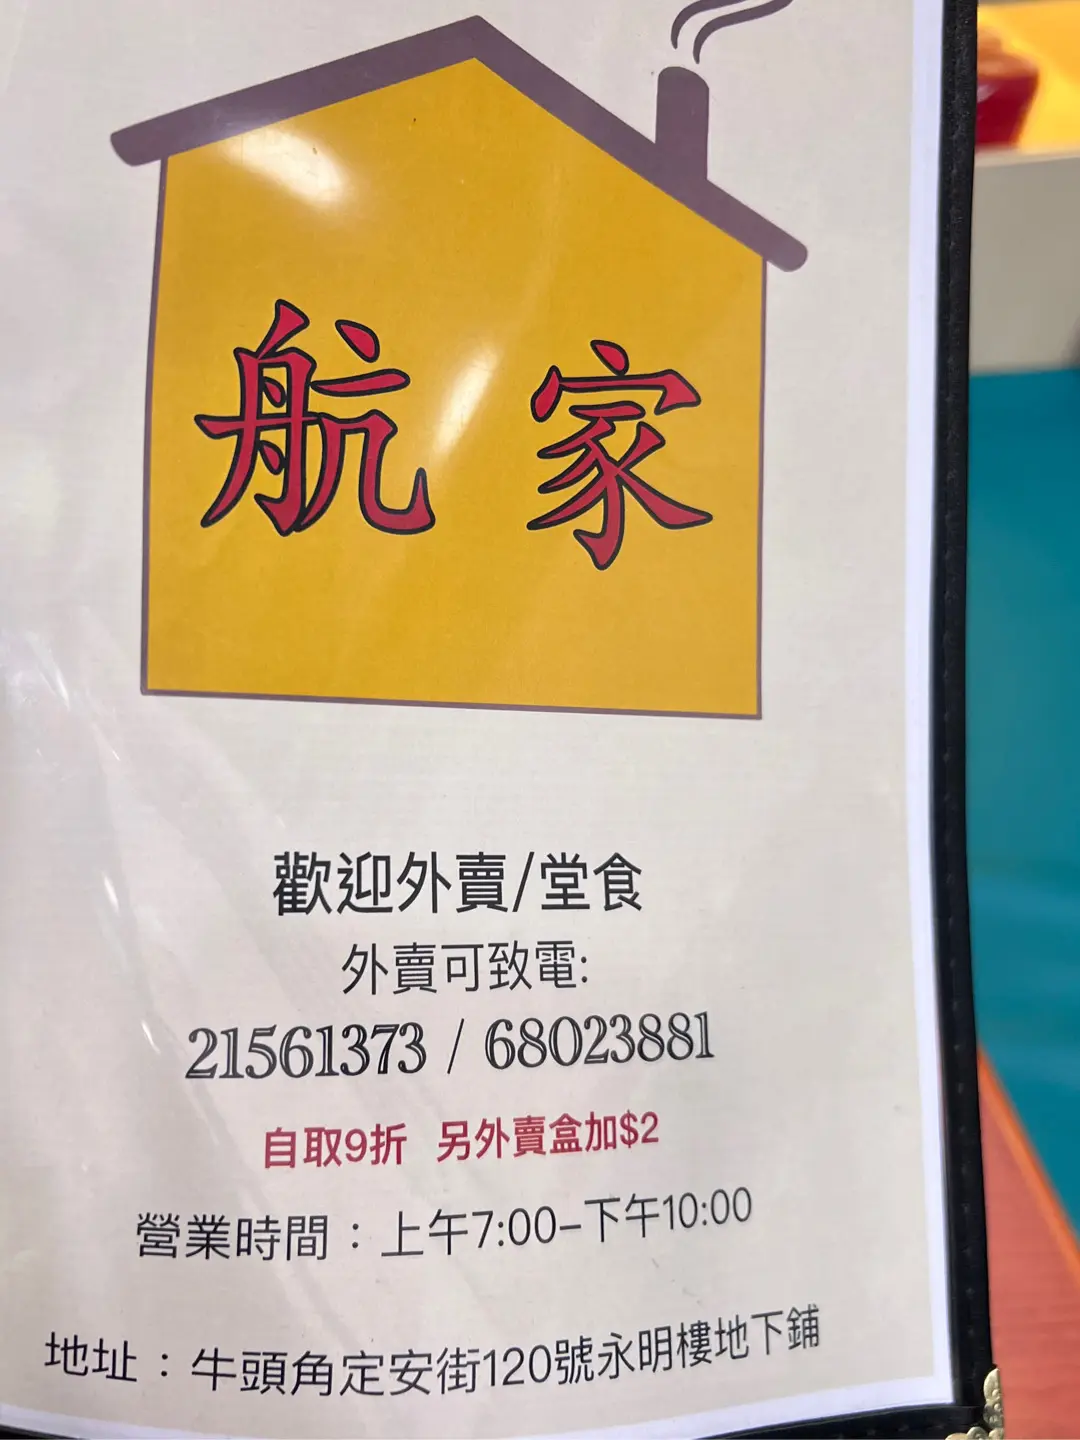 航家
歡迎外賣/堂食
外賣可致電:
21561373 / 68023881
自取9折 另外賣盒加$2
營業時間：上午7:00–下午10:00
地址：牛頭角定安街120號永明樓地下鋪